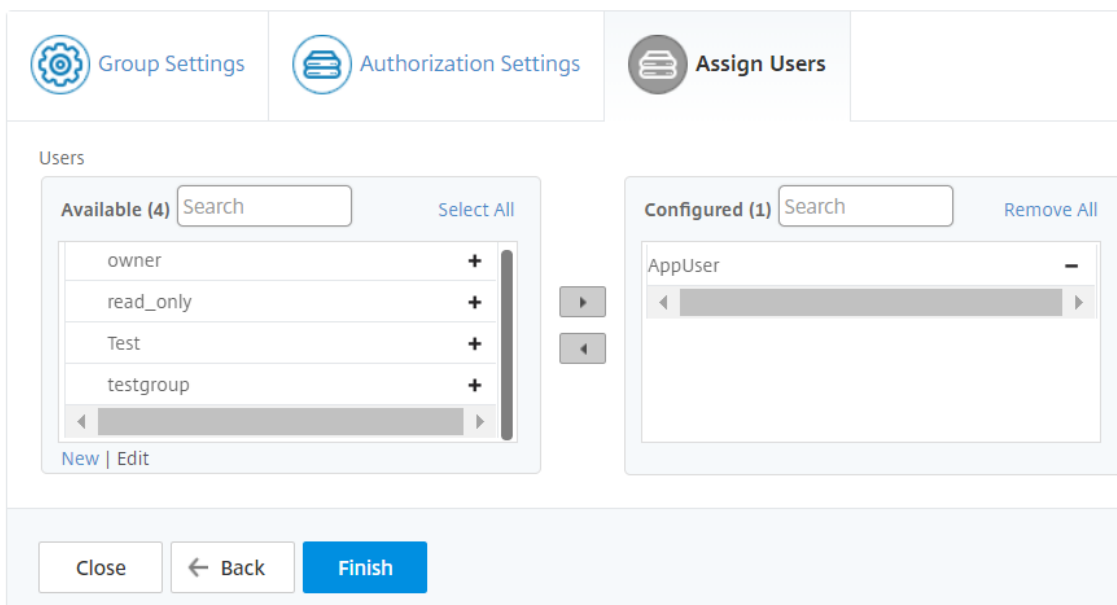 Group Settings
Authorization Settings
Assign Users
Users
Available (4) Search Select All
owner
read_only
Test
testgroup
New | Edit
Configured (1) Search Remove All
AppUser
Close
Back
Finish